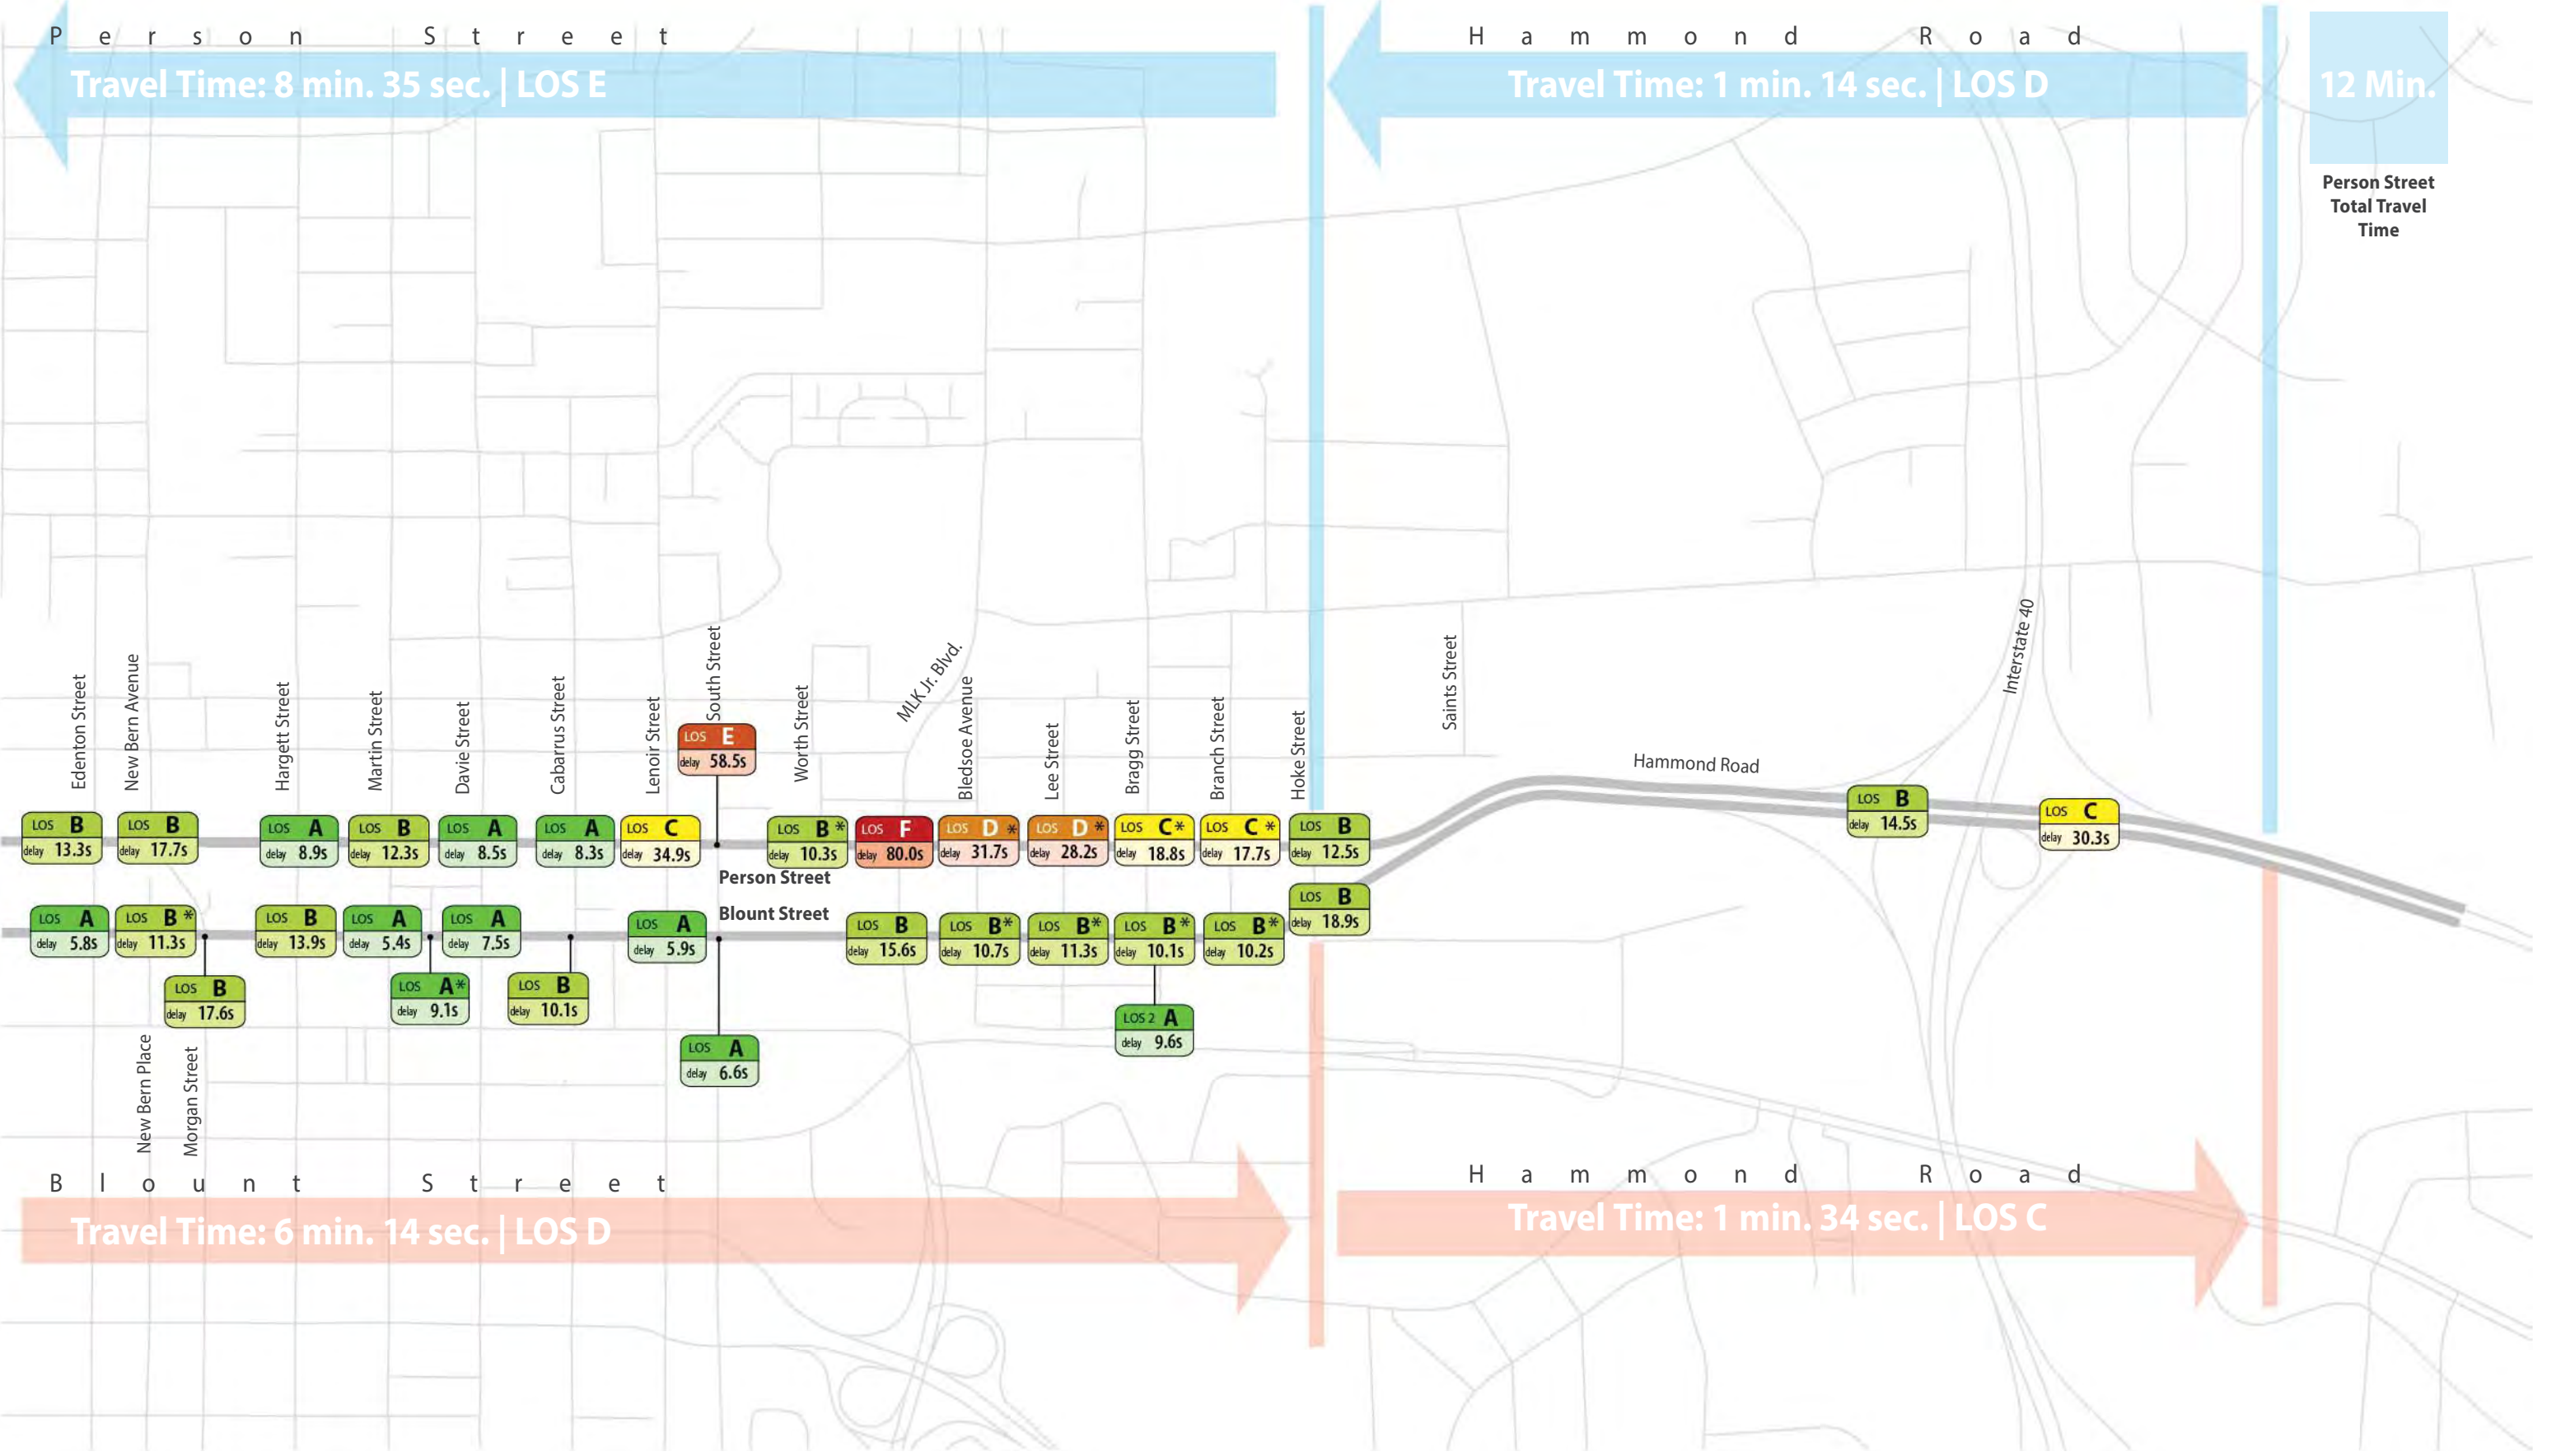 P e r s o n S t r e e t
H a m m o n d R o a d
Travel Time: 8 min. 35 sec. | LOS E
Travel Time: 1 min. 14 sec. | LOS D
12 Min.
Person Street
Total Travel
Time
Edenton Street
New Bern Avenue
Hargett Street
Martin Street
Davie Street
Cabarrus Street
Lenoir Street
South Street
Worth Street
MLK Jr. Blvd.
Bledsoe Avenue
Lee Street
Bragg Street
Branch Street
Hoke Street
Saints Street
Hammond Road
Interstate 40
LOS E
delay 58.5s
LOS B
delay 13.3s
LOS B
delay 17.7s
LOS A
delay 8.9s
LOS B
delay 12.3s
LOS A
delay 8.5s
LOS A
delay 8.3s
LOS C
delay 34.9s
LOS B*
delay 10.3s
LOS F
delay 80.0s
LOS D*
delay 31.7s
LOS D*
delay 28.2s
LOS C*
delay 18.8s
LOS C*
delay 17.7s
LOS B
delay 12.5s
LOS B
delay 14.5s
LOS C
delay 30.3s
Person Street
Blount Street
LOS A
delay 5.8s
LOS B*
delay 11.3s
LOS B
delay 13.9s
LOS A
delay 5.4s
LOS A
delay 7.5s
LOS A
delay 5.9s
LOS B
delay 15.6s
LOS B*
delay 10.7s
LOS B*
delay 11.3s
LOS B*
delay 10.1s
LOS B*
delay 10.2s
LOS B
delay 18.9s
LOS B
delay 17.6s
LOS A*
delay 9.1s
LOS B
delay 10.1s
LOS A
delay 6.6s
LOS 2 A
delay 9.6s
New Bern Place
Morgan Street
B l o u n t S t r e e t
H a m m o n d R o a d
Travel Time: 6 min. 14 sec. | LOS D
Travel Time: 1 min. 34 sec. | LOS C